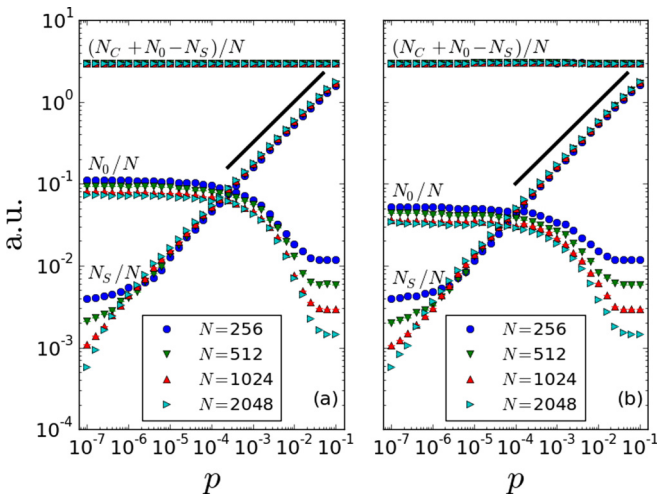 a.u.
10^1
10^0
10^-1
10^-2
10^-3
10^-4
(N_C + N_0 − N_S)/N
N_0/N
N_S/N
N=256
N=512
N=1024
N=2048
(a)
10^-7 10^-6 10^-5 10^-4 10^-3 10^-2 10^-1
p
(N_C + N_0 − N_S)/N
N_0/N
N_S/N
N=256
N=512
N=1024
N=2048
(b)
10^-7 10^-6 10^-5 10^-4 10^-3 10^-2 10^-1
p